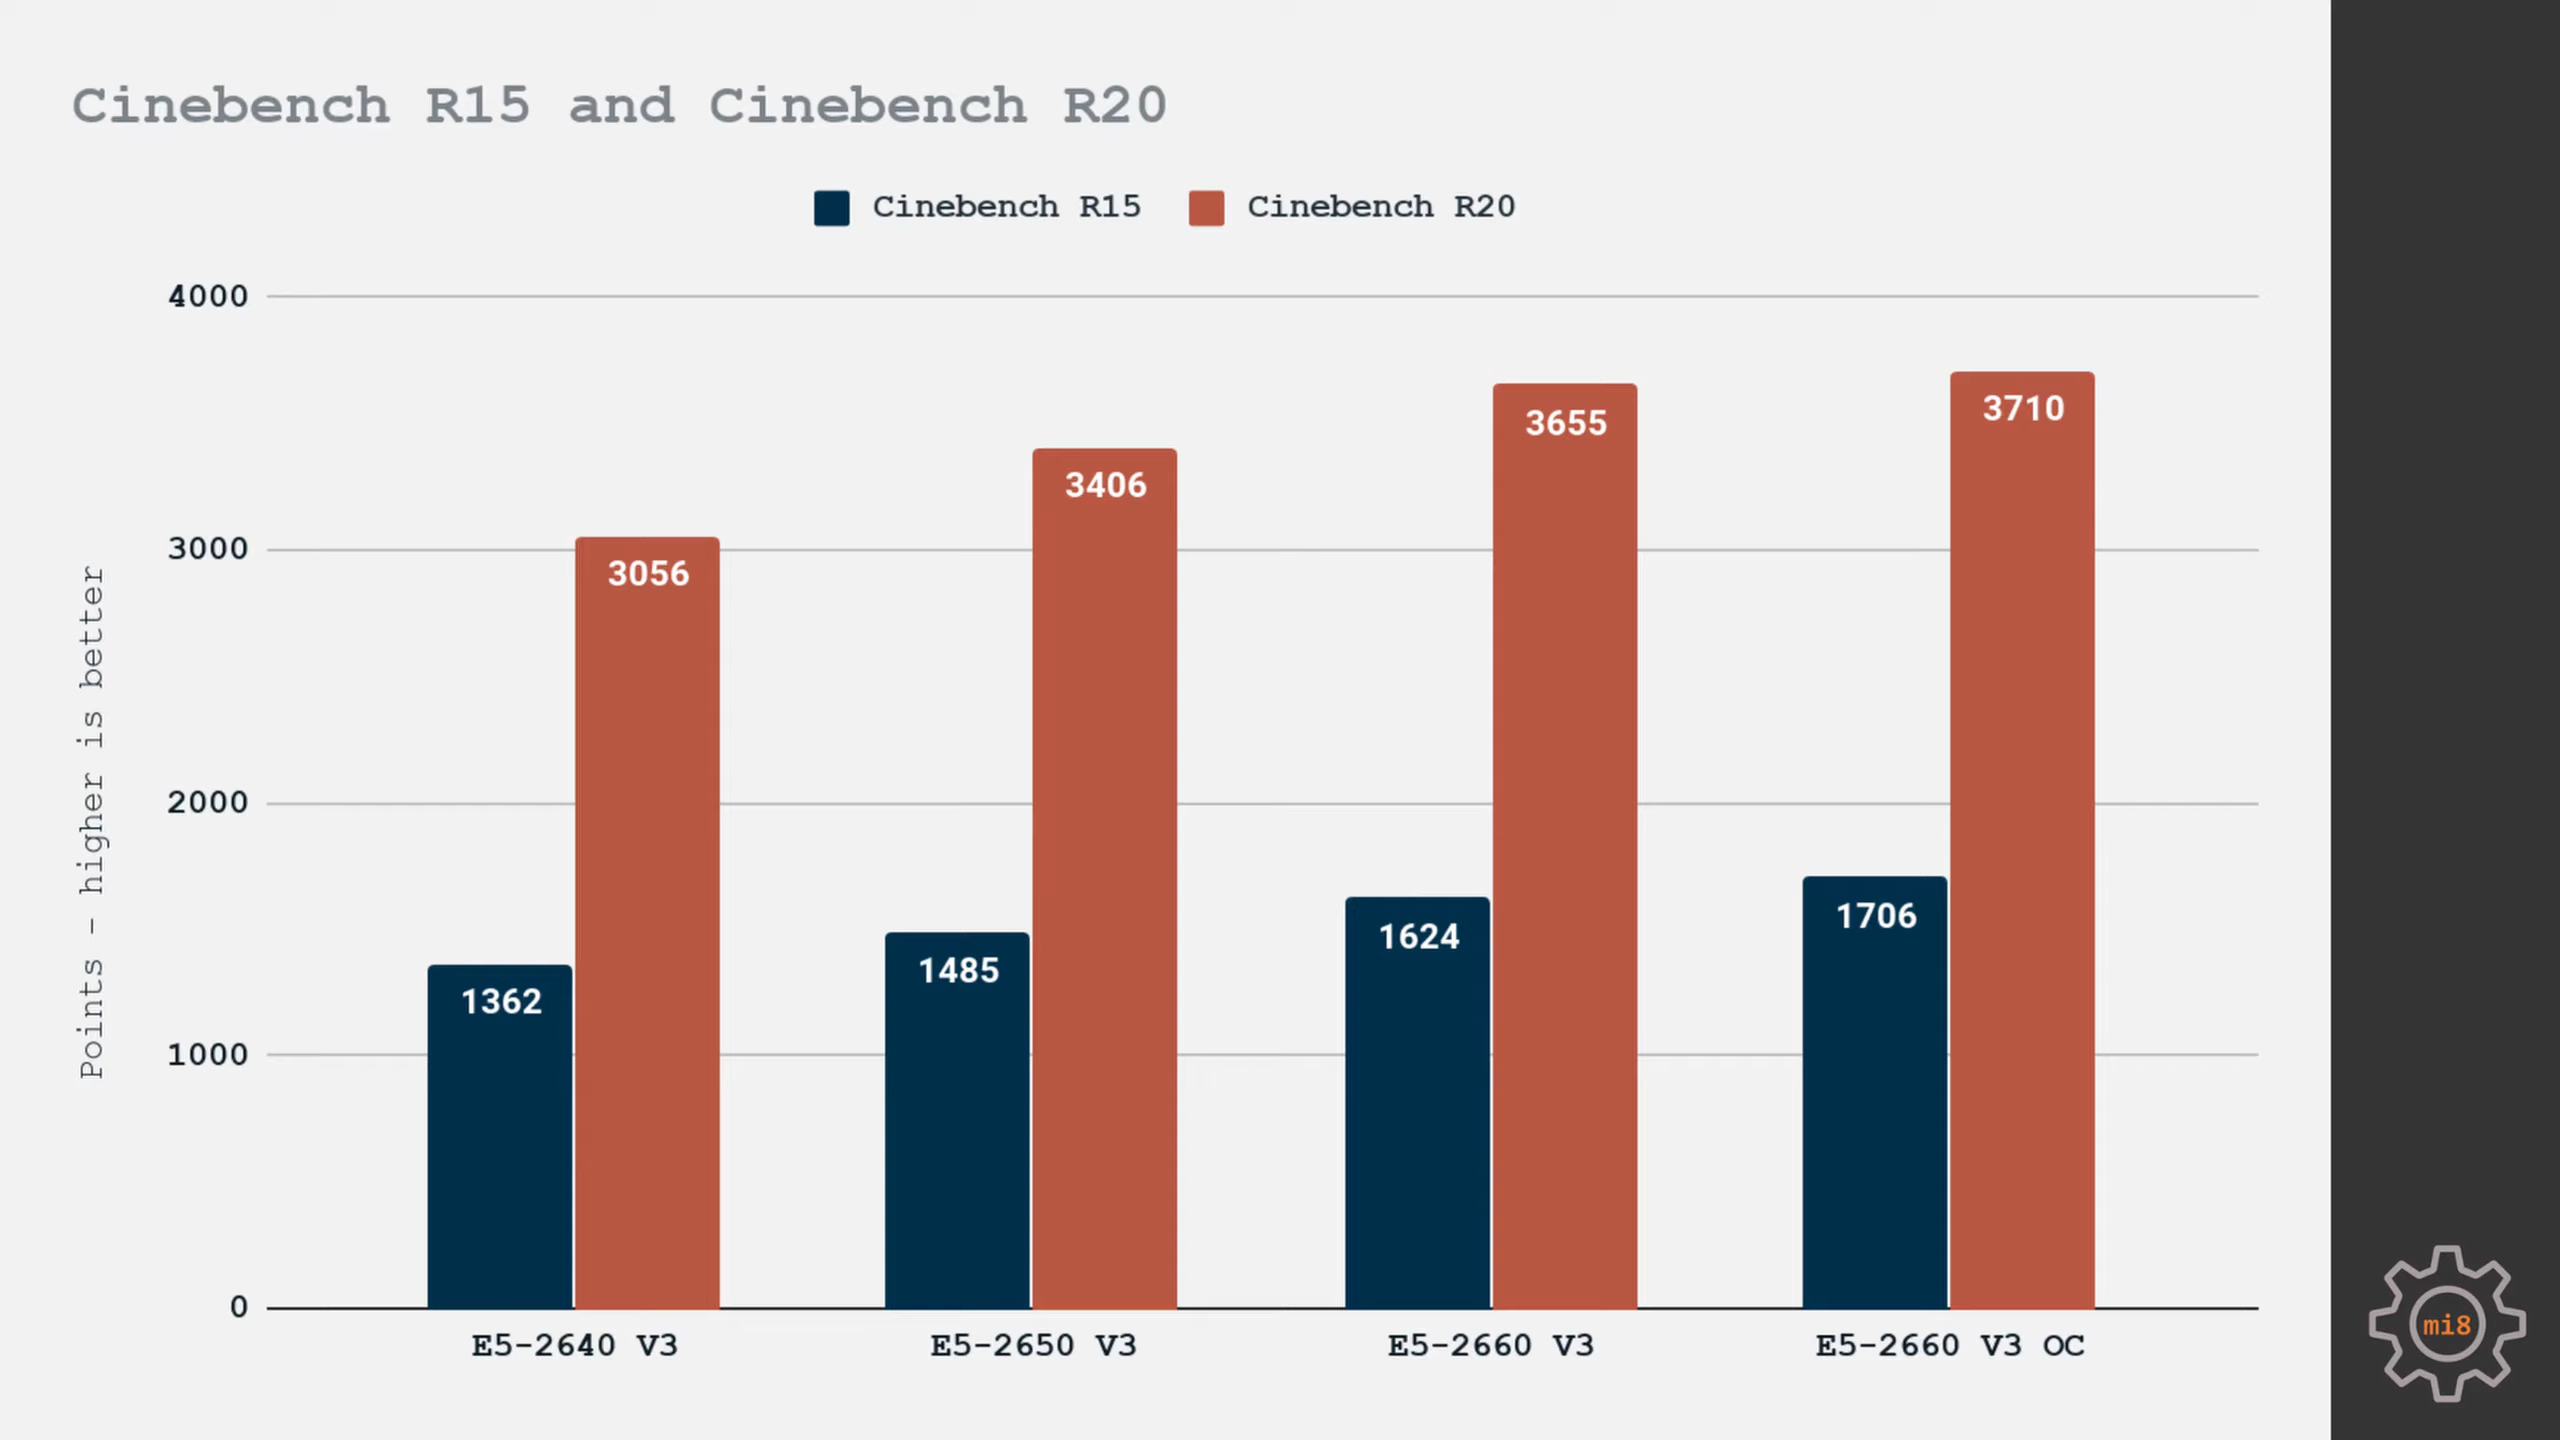 Cinebench R15 and Cinebench R20
Cinebench R15 Cinebench R20
Points - higher is better
4000
3000
2000
1000
0
3056
3406
3655
3710
1362
1485
1624
1706
E5-2640 V3
E5-2650 V3
E5-2660 V3
E5-2660 V3 OC
mi8